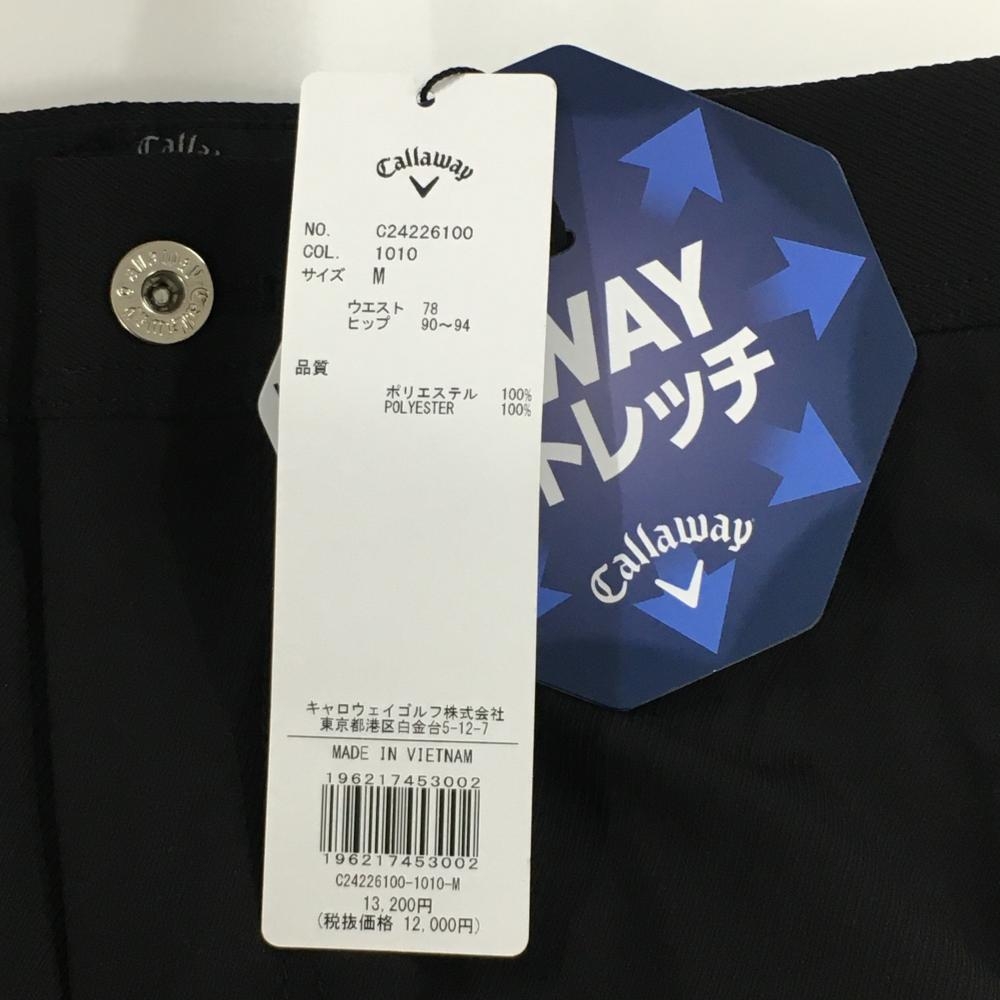 Callaway
NO. C24226100
COL. 1010
サイズ M
ウエスト 78
ヒップ 90~94
品質
ポリエステル 100%
POLYESTER 100%
キャロウェイゴルフ株式会社
東京都港区白金台5-12-7
MADE IN VIETNAM
196217453002
196217453002
C24226100-1010-M
13,200円
(税抜価格 12,000円)
WAY
トレッチ
Callaway
Callaway Callaway